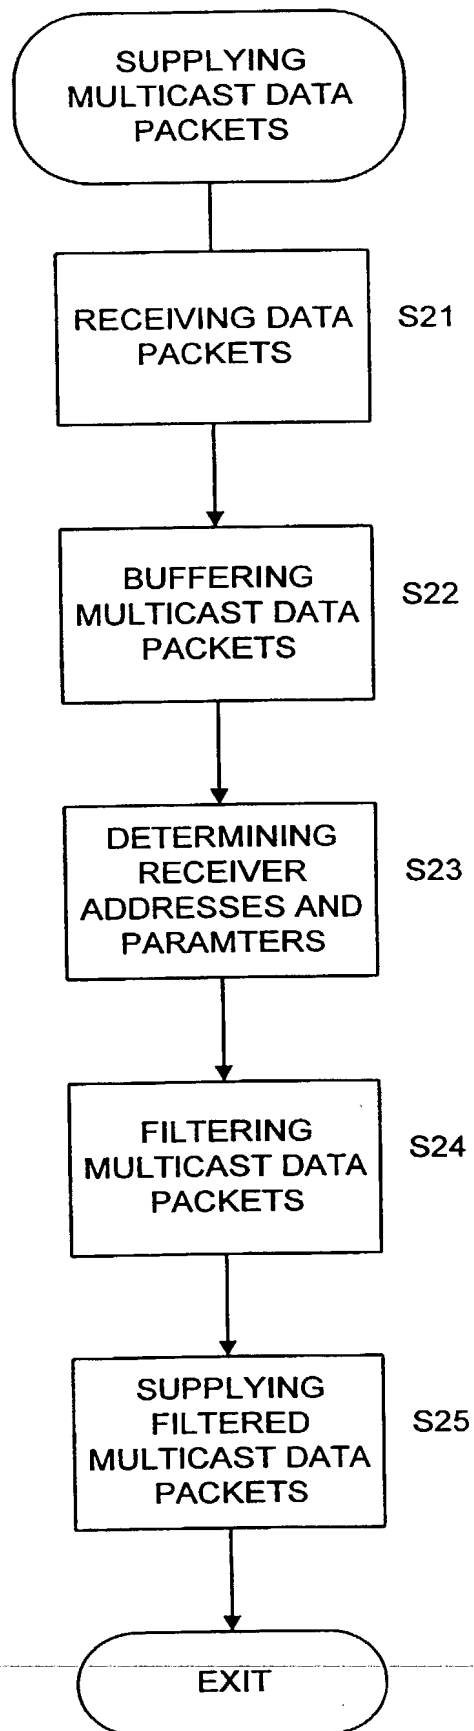 SUPPLYING
MULTICAST DATA
PACKETS
RECEIVING DATA
PACKETS
S21
BUFFERING
MULTICAST DATA
PACKETS
S22
DETERMINING
RECEIVER
ADDRESSES AND
PARAMTERS
S23
FILTERING
MULTICAST DATA
PACKETS
S24
SUPPLYING
FILTERED
MULTICAST DATA
PACKETS
S25
EXIT